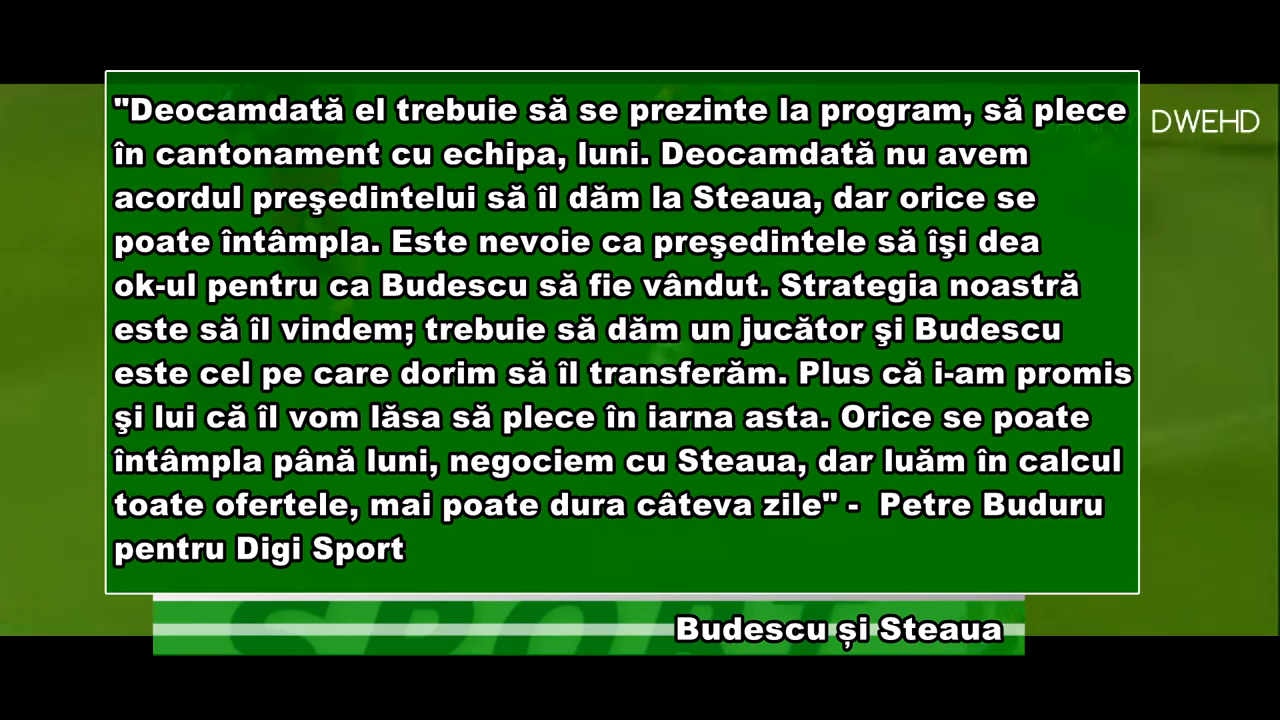 "Deocamdată el trebuie să se prezinte la program, să plece
în cantonament cu echipa, luni. Deocamdată nu avem
acordul preşedintelui să îl dăm la Steaua, dar orice se
poate întâmpla. Este nevoie ca preşedintele să îşi dea
ok-ul pentru ca Budescu să fie vândut. Strategia noastră
este să îl vindem; trebuie să dăm un jucător şi Budescu
este cel pe care dorim să îl transferăm. Plus că i-am promis
şi lui că îl vom lăsa să plece în iarna asta. Orice se poate
întâmpla până luni, negociem cu Steaua, dar luăm în calcul
toate ofertele, mai poate dura câteva zile" - Petre Buduru
pentru Digi Sport
DWEHD
SPORT
Budescu și Steaua